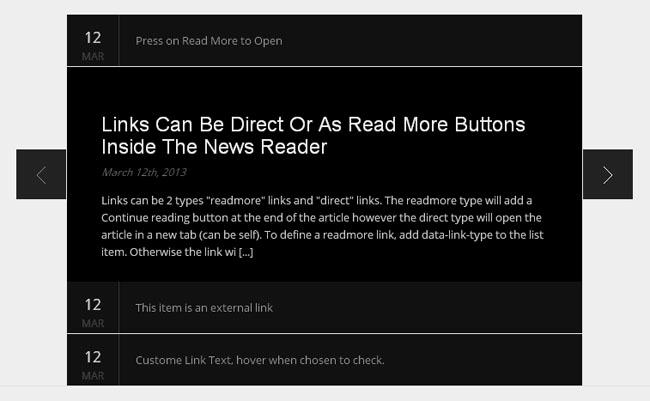 12
MAR
Press on Read More to Open
Links Can Be Direct Or As Read More Buttons
Inside The News Reader
March 12th, 2013
Links can be 2 types "readmore" links and "direct" links. The readmore type will add a
Continue reading button at the end of the article however the direct type will open the
article in a new tab (can be self). To define a readmore link, add data-link-type to the list
item. Otherwise the link wi [...]
12
MAR
This item is an external link
12
MAR
Custome Link Text, hover when chosen to check.